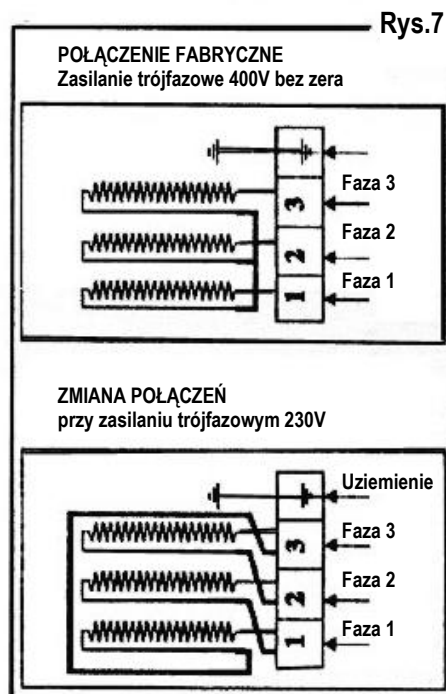 Rys.7
POŁĄCZENIE FABRYCZNE
Zasilanie trójfazowe 400V bez zera
3
Faza 3
2
Faza 2
1
Faza 1
ZMIANA POŁĄCZEŃ
przy zasilaniu trójfazowym 230V
Uziemienie
3
Faza 3
2
Faza 2
1
Faza 1